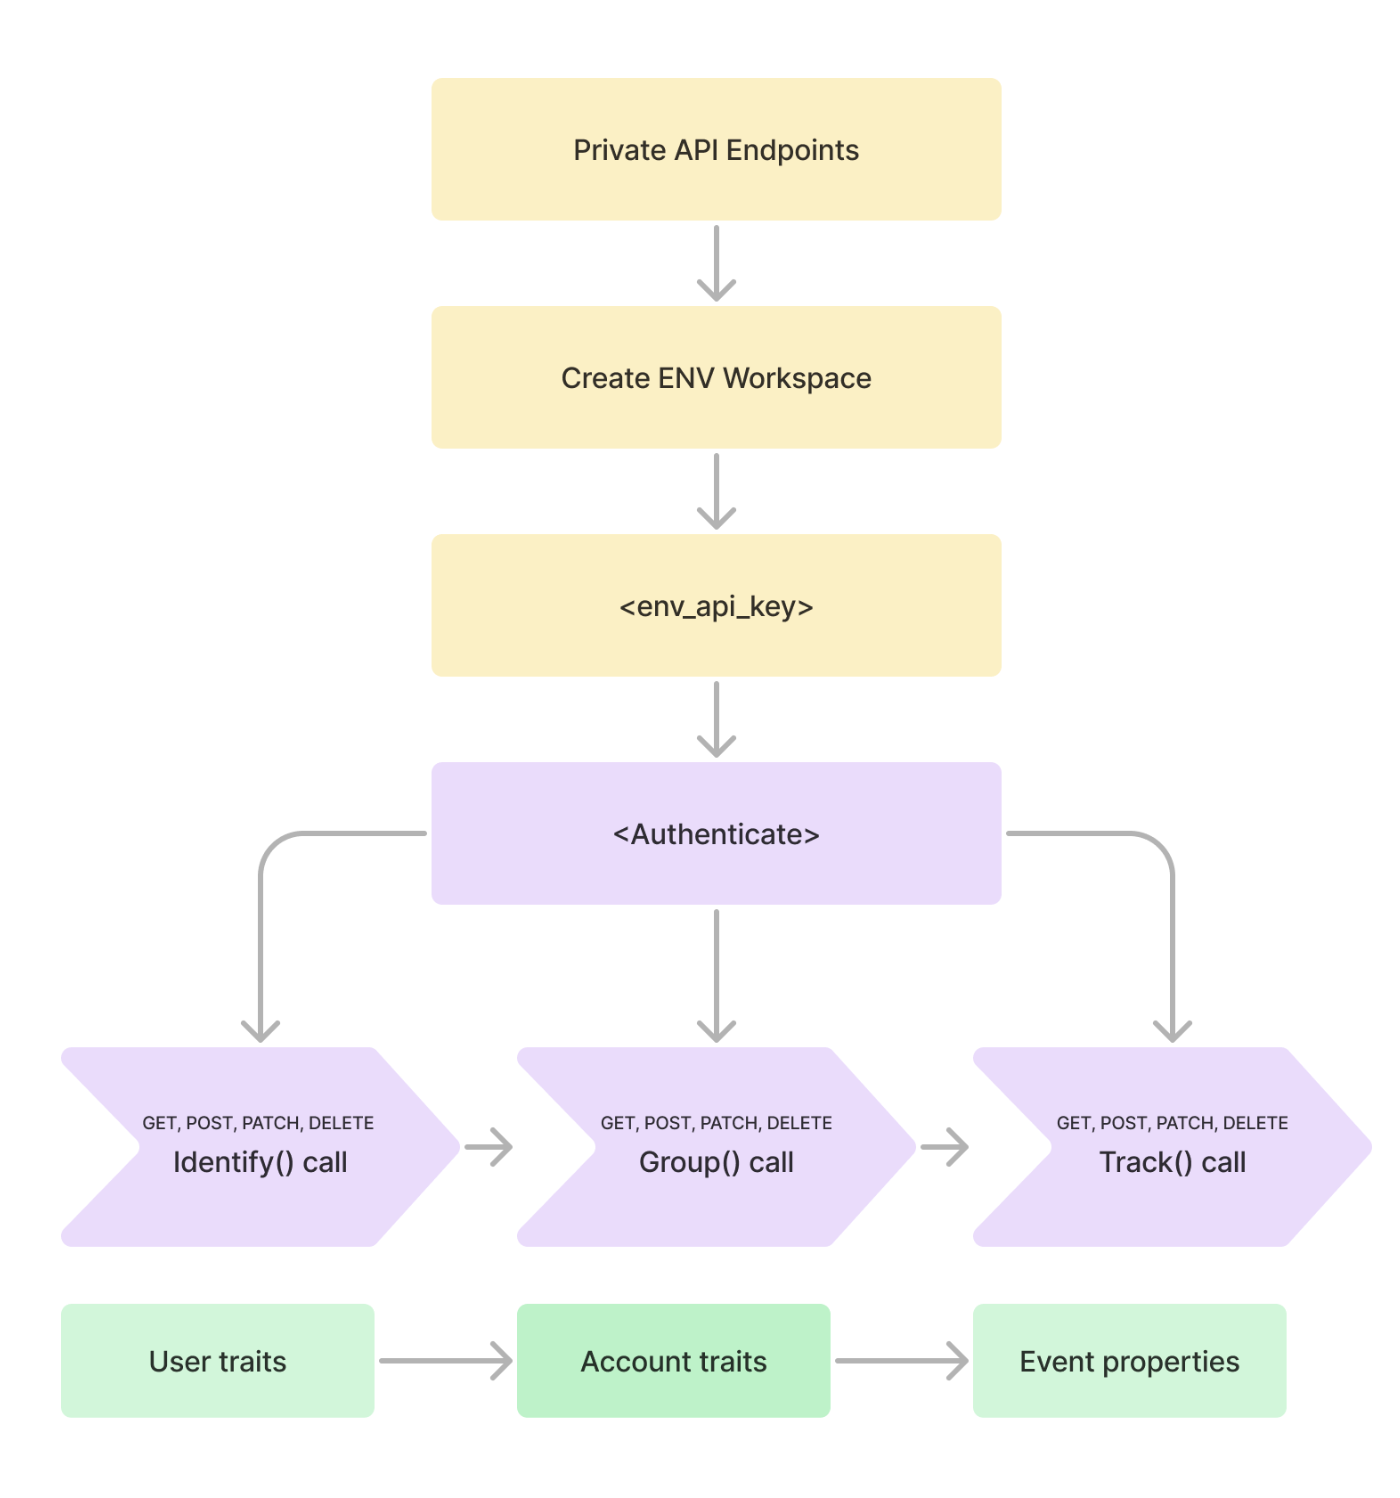 Private API Endpoints
Create ENV Workspace
<env_api_key>
<Authenticate>
GET, POST, PATCH, DELETE
Identify() call
GET, POST, PATCH, DELETE
Group() call
GET, POST, PATCH, DELETE
Track() call
User traits
Account traits
Event properties